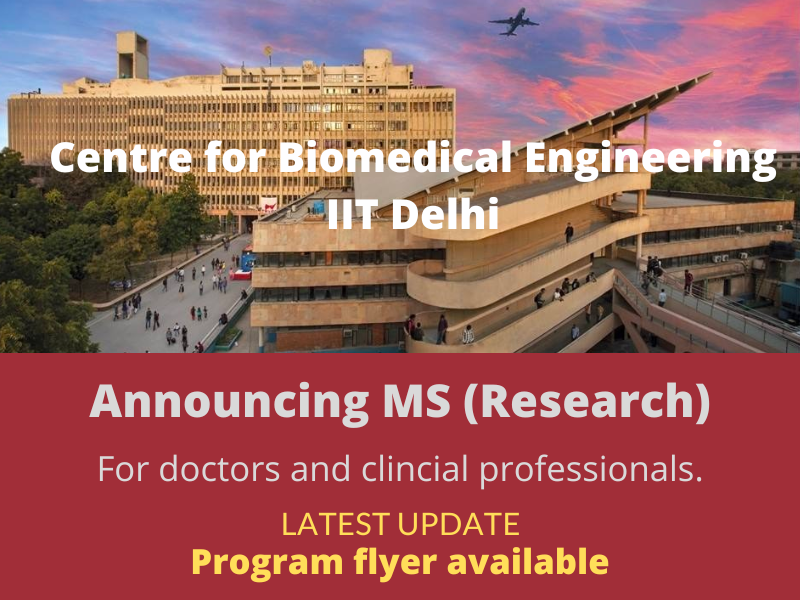 Centre for Biomedical Engineering
IIT Delhi
Announcing MS (Research)
For doctors and clincial professionals.
LATEST UPDATE
Program flyer available